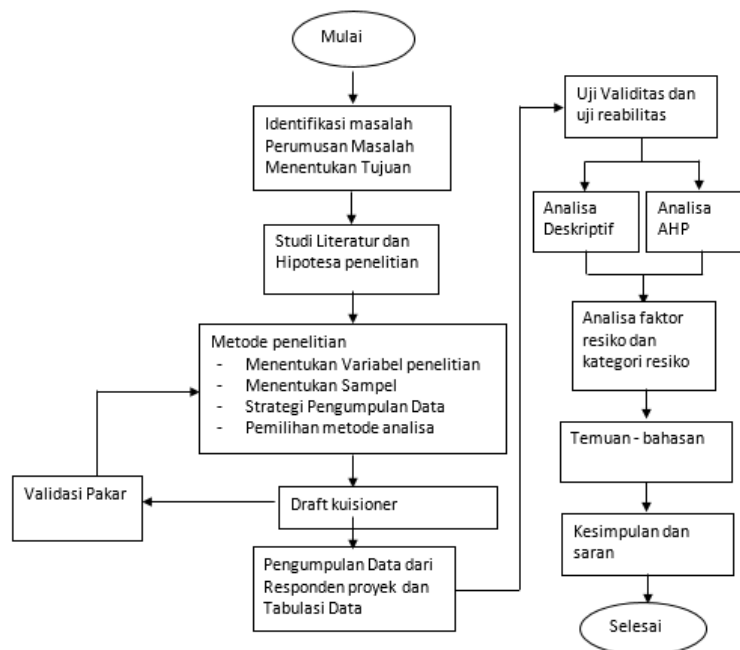 Mulai
Identifikasi masalah
Perumusan Masalah
Menentukan Tujuan
Studi Literatur dan
Hipotesa penelitian
Metode penelitian
- Menentukan Variabel penelitian
- Menentukan Sampel
- Strategi Pengumpulan Data
- Pemilihan metode analisa
Validasi Pakar
Draft kuisioner
Pengumpulan Data dari
Responden proyek dan
Tabulasi Data
Uji Validitas dan
uji reabilitas
Analisa
Deskriptif
Analisa
AHP
Analisa faktor
resiko dan
kategori resiko
Temuan - bahasan
Kesimpulan dan
saran
Selesai